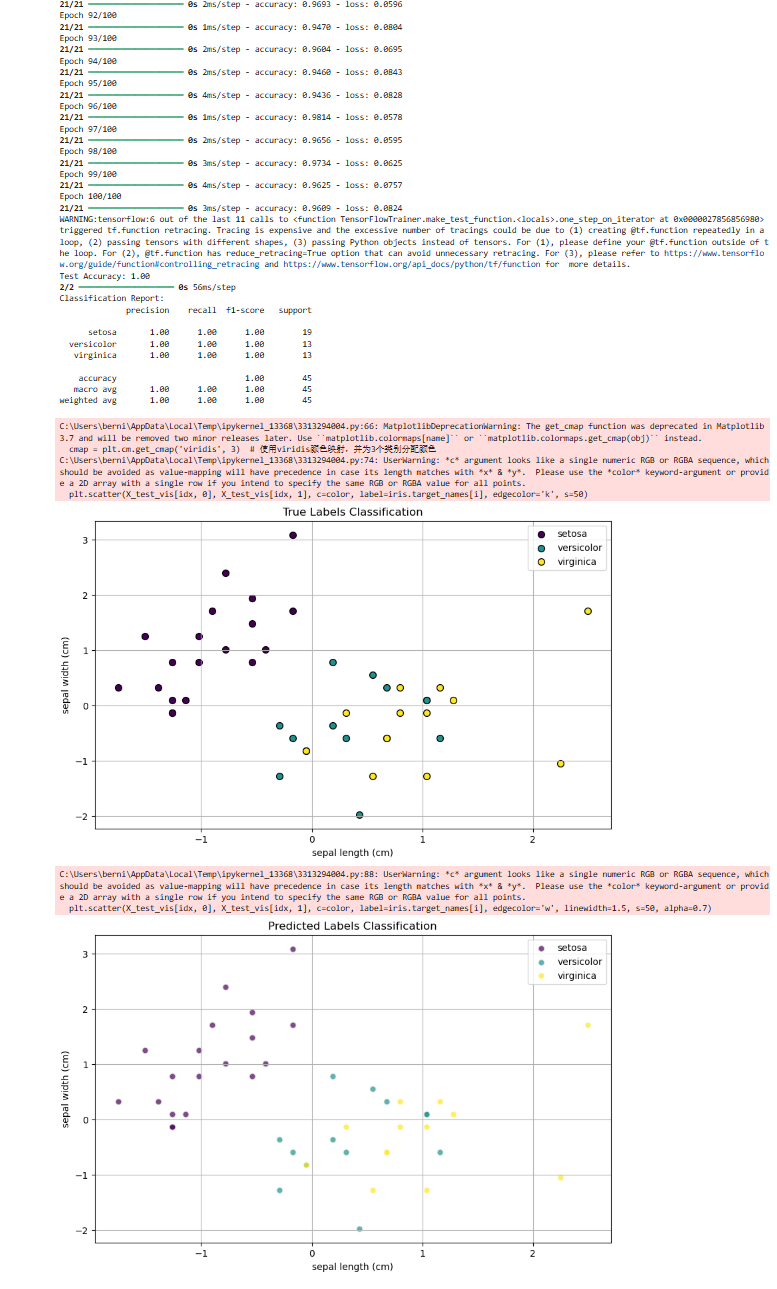 21/21 ━━━━━━━━━━━━━━━━━━━━ 0s 2ms/step - accuracy: 0.9693 - loss: 0.0596
Epoch 92/100
21/21 ━━━━━━━━━━━━━━━━━━━━ 0s 1ms/step - accuracy: 0.9470 - loss: 0.0804
Epoch 93/100
21/21 ━━━━━━━━━━━━━━━━━━━━ 0s 2ms/step - accuracy: 0.9604 - loss: 0.0695
Epoch 94/100
21/21 ━━━━━━━━━━━━━━━━━━━━ 0s 2ms/step - accuracy: 0.9460 - loss: 0.0843
Epoch 95/100
21/21 ━━━━━━━━━━━━━━━━━━━━ 0s 4ms/step - accuracy: 0.9436 - loss: 0.0828
Epoch 96/100
21/21 ━━━━━━━━━━━━━━━━━━━━ 0s 1ms/step - accuracy: 0.9814 - loss: 0.0578
Epoch 97/100
21/21 ━━━━━━━━━━━━━━━━━━━━ 0s 2ms/step - accuracy: 0.9656 - loss: 0.0595
Epoch 98/100
21/21 ━━━━━━━━━━━━━━━━━━━━ 0s 3ms/step - accuracy: 0.9734 - loss: 0.0625
Epoch 99/100
21/21 ━━━━━━━━━━━━━━━━━━━━ 0s 4ms/step - accuracy: 0.9625 - loss: 0.0757
Epoch 100/100
21/21 ━━━━━━━━━━━━━━━━━━━━ 0s 3ms/step - accuracy: 0.9609 - loss: 0.0824
WARNING:tensorflow:6 out of the last 11 calls to <function TensorFlowTrainer.make_test_function.<locals>.one_step_on_iterator at 0x0000027856856980>
triggered tf.function retracing. Tracing is expensive and the excessive number of tracings could be due to (1) creating @tf.function repeatedly in a
loop, (2) passing tensors with different shapes, (3) passing Python objects instead of tensors. For (1), please define your @tf.function outside of t
he loop. For (2), @tf.function has reduce_retracing=True option that can avoid unnecessary retracing. For (3), please refer to https://www.tensorflo
w.org/guide/function#controlling_retracing and https://www.tensorflow.org/api_docs/python/tf/function for  more details.
Test Accuracy: 1.00
2/2 ━━━━━━━━━━━━━━━━━━━━ 0s 56ms/step
Classification Report:
precision recall f1-score support
setosa 1.00 1.00 1.00 19
versicolor 1.00 1.00 1.00 13
virginica 1.00 1.00 1.00 13
accuracy 1.00 45
macro avg 1.00 1.00 1.00 45
weighted avg 1.00 1.00 1.00 45
C:\Users\berni\AppData\Local\Temp\ipykernel_13368\3313294004.py:66: MatplotlibDeprecationWarning: The get_cmap function was deprecated in Matplotlib
3.7 and will be removed two minor releases later. Use ``matplotlib.colormaps[name]`` or ``matplotlib.colormaps.get_cmap(obj)`` instead.
cmap = plt.cm.get_cmap('viridis', 3)  # 使用viridis颜色映射，并为3个类别分配颜色
C:\Users\berni\AppData\Local\Temp\ipykernel_13368\3313294004.py:74: UserWarning: *c* argument looks like a single numeric RGB or RGBA sequence, which
should be avoided as value-mapping will have precedence in case its length matches with *x* & *y*.  Please use the *color* keyword-argument or provid
e a 2D array with a single row if you intend to specify the same RGB or RGBA value for all points.
plt.scatter(X_test_vis[idx, 0], X_test_vis[idx, 1], c=color, label=iris.target_names[i], edgecolor='k', s=50)
True Labels Classification
setosa
versicolor
virginica
3
2
1
0
−1
−2
sepal width (cm)
−1 0 1 2
sepal length (cm)
C:\Users\berni\AppData\Local\Temp\ipykernel_13368\3313294004.py:88: UserWarning: *c* argument looks like a single numeric RGB or RGBA sequence, which
should be avoided as value-mapping will have precedence in case its length matches with *x* & *y*.  Please use the *color* keyword-argument or provid
e a 2D array with a single row if you intend to specify the same RGB or RGBA value for all points.
plt.scatter(X_test_vis[idx, 0], X_test_vis[idx, 1], c=color, label=iris.target_names[i], edgecolor='w', linewidth=1.5, s=50, alpha=0.7)
Predicted Labels Classification
setosa
versicolor
virginica
3
2
1
0
−1
−2
sepal width (cm)
−1 0 1 2
sepal length (cm)